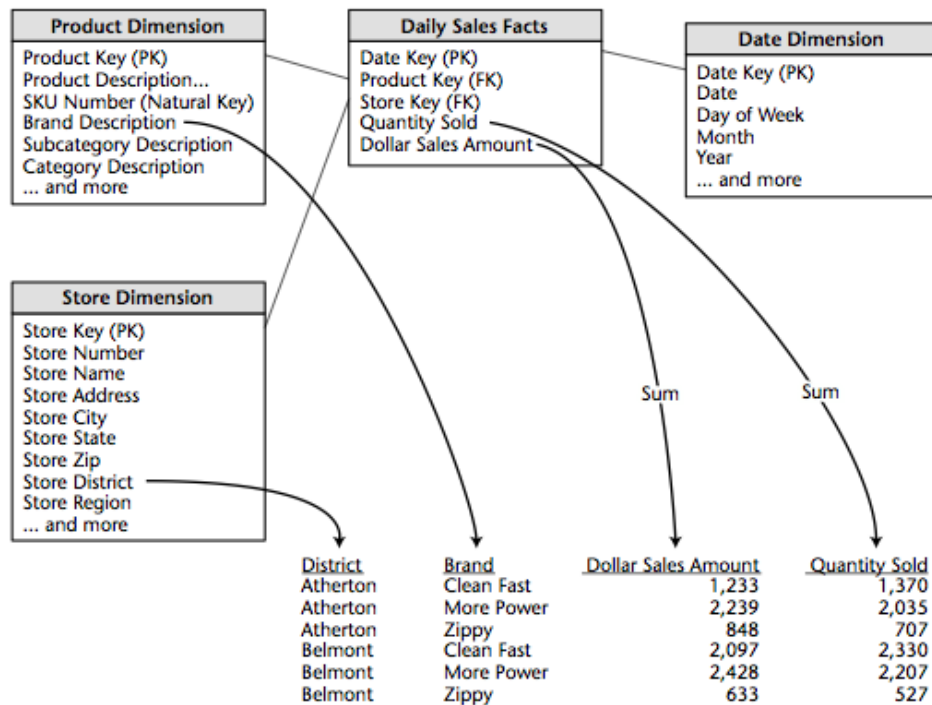 Product Dimension
Product Key (PK)
Product Description...
SKU Number (Natural Key)
Brand Description
Subcategory Description
Category Description
... and more
Daily Sales Facts
Date Key (PK)
Product Key (FK)
Store Key (FK)
Quantity Sold
Dollar Sales Amount
Date Dimension
Date Key (PK)
Date
Day of Week
Month
Year
... and more
Store Dimension
Store Key (PK)
Store Number
Store Name
Store Address
Store City
Store State
Store Zip
Store District
Store Region
... and more
Sum
Sum
District Brand Dollar Sales Amount Quantity Sold
Atherton Clean Fast 1,233 1,370
Atherton More Power 2,239 2,035
Atherton Zippy 848 707
Belmont Clean Fast 2,097 2,330
Belmont More Power 2,428 2,207
Belmont Zippy 633 527